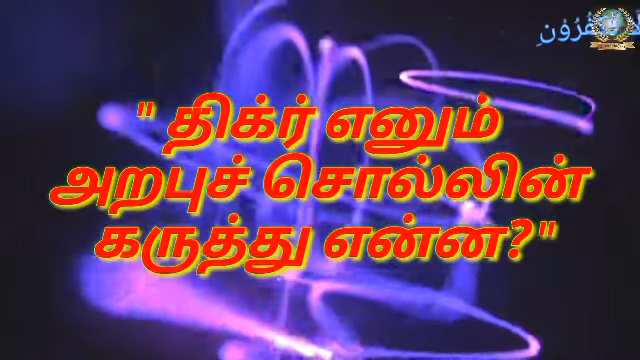 " திக்ர் எனும்
அறபுச் சொல்லின்
கருத்து என்ன?"